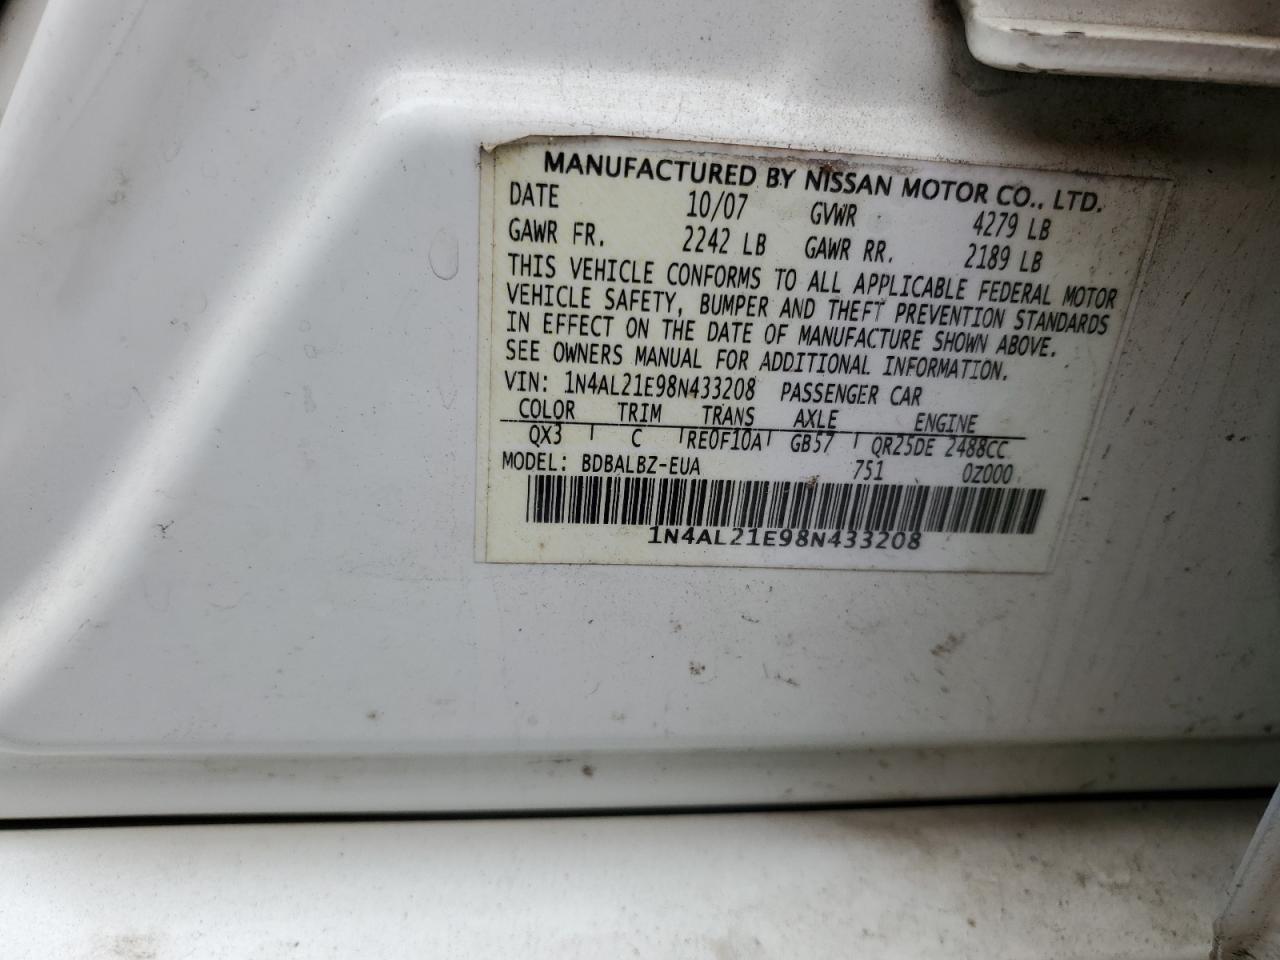 MANUFACTURED BY NISSAN MOTOR CO., LTD.
DATE 10/07 GVWR 4279 LB
GAWR FR. 2242 LB GAWR RR. 2189 LB
THIS VEHICLE CONFORMS TO ALL APPLICABLE FEDERAL MOTOR
VEHICLE SAFETY, BUMPER AND THEFT PREVENTION STANDARDS
IN EFFECT ON THE DATE OF MANUFACTURE SHOWN ABOVE.
SEE OWNERS MANUAL FOR ADDITIONAL INFORMATION.
VIN: 1N4AL21E98N433208 PASSENGER CAR
COLOR TRIM TRANS AXLE ENGINE
QX3 C RE0F10A GB57 QR25DE 2488CC
MODEL: BDBALBZ-EUA 751 0Z000
1N4AL21E98N433208